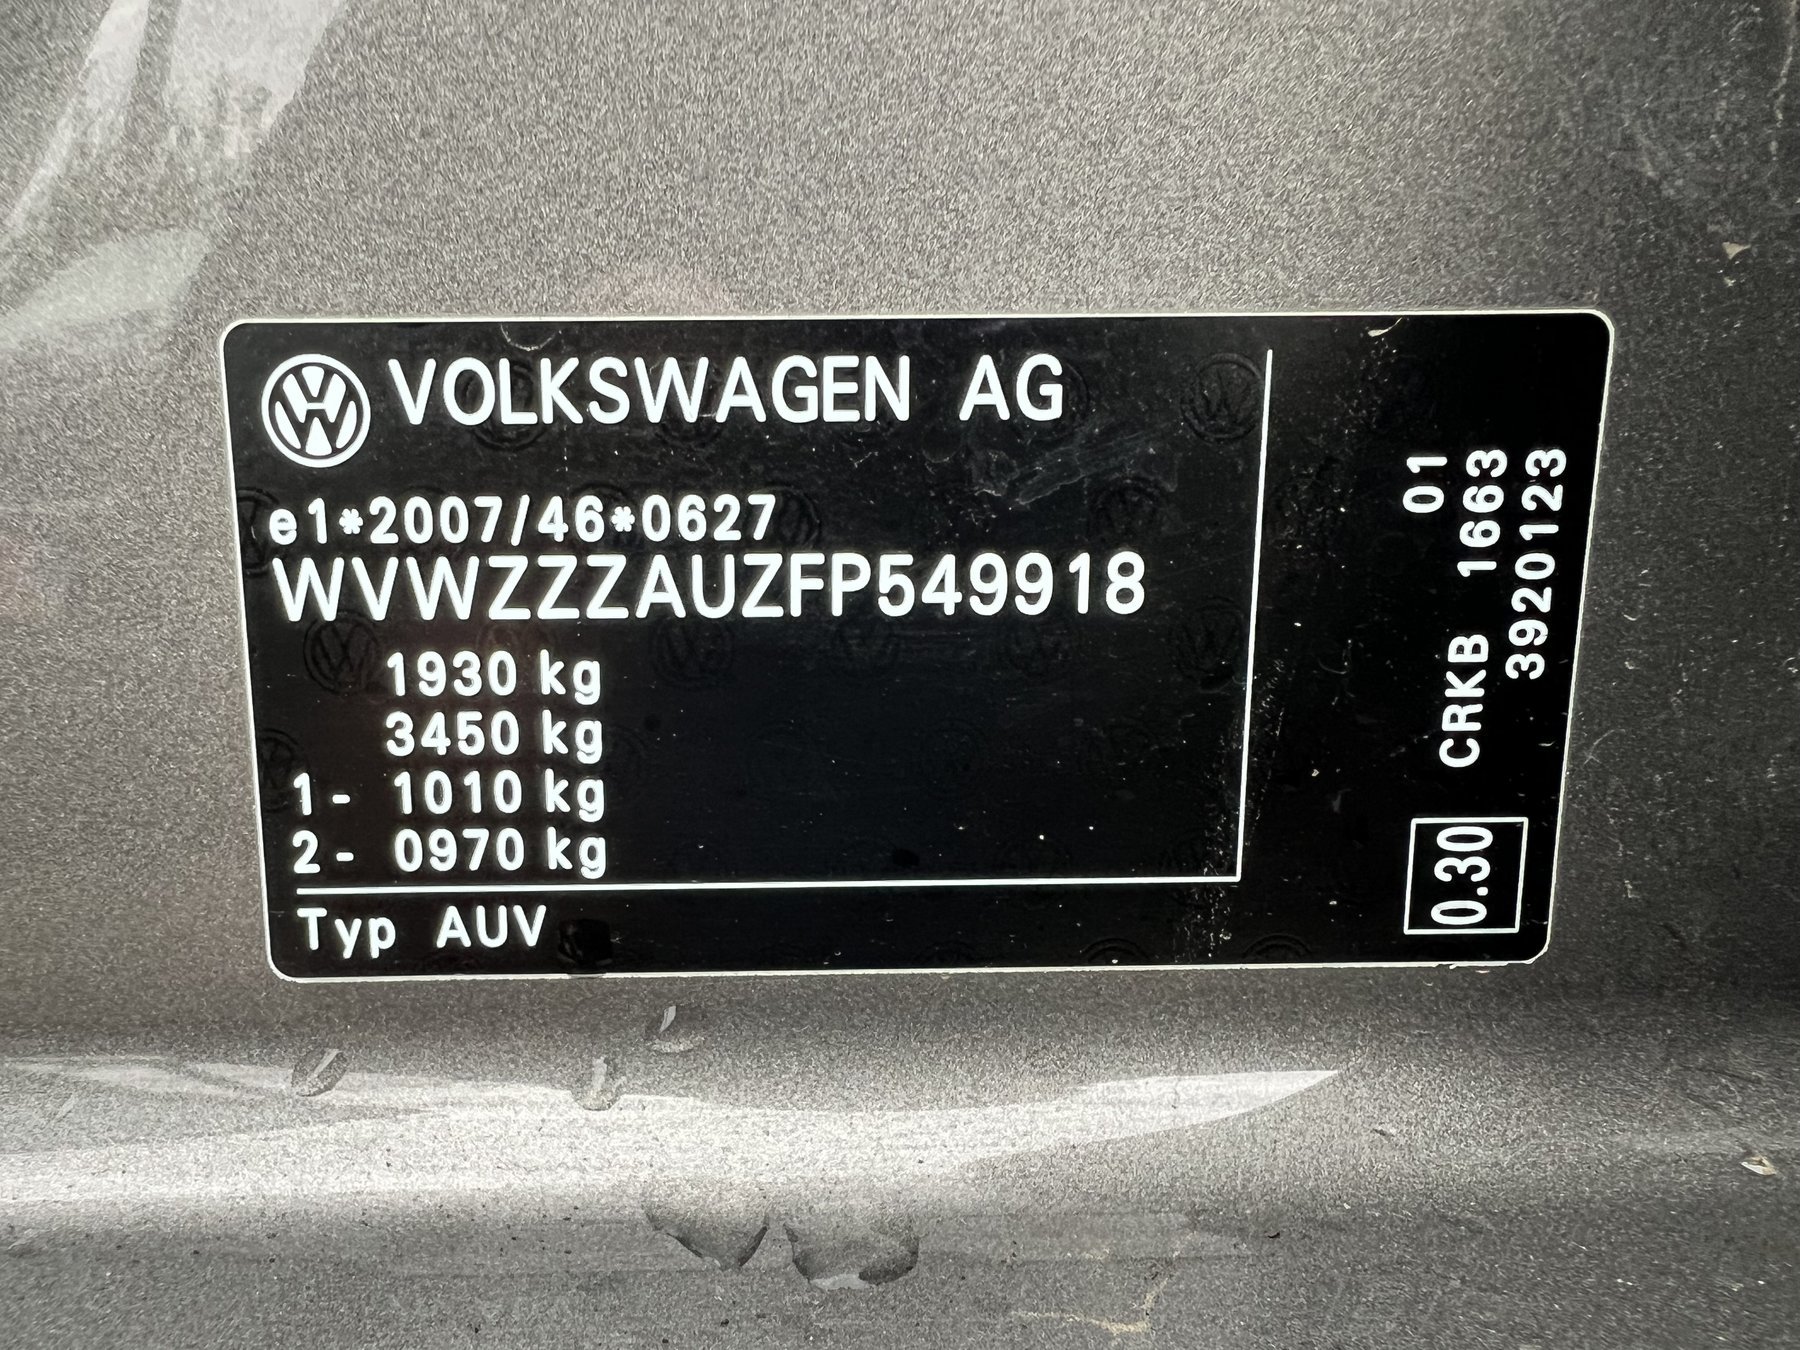 VOLKSWAGEN AG
e1*2007/46*0627
WVWZZZAUZFP549918
1930 kg
3450 kg
1- 1010 kg
2- 0970 kg
Typ AUV
01
CRKB 1663
3920123
0.30